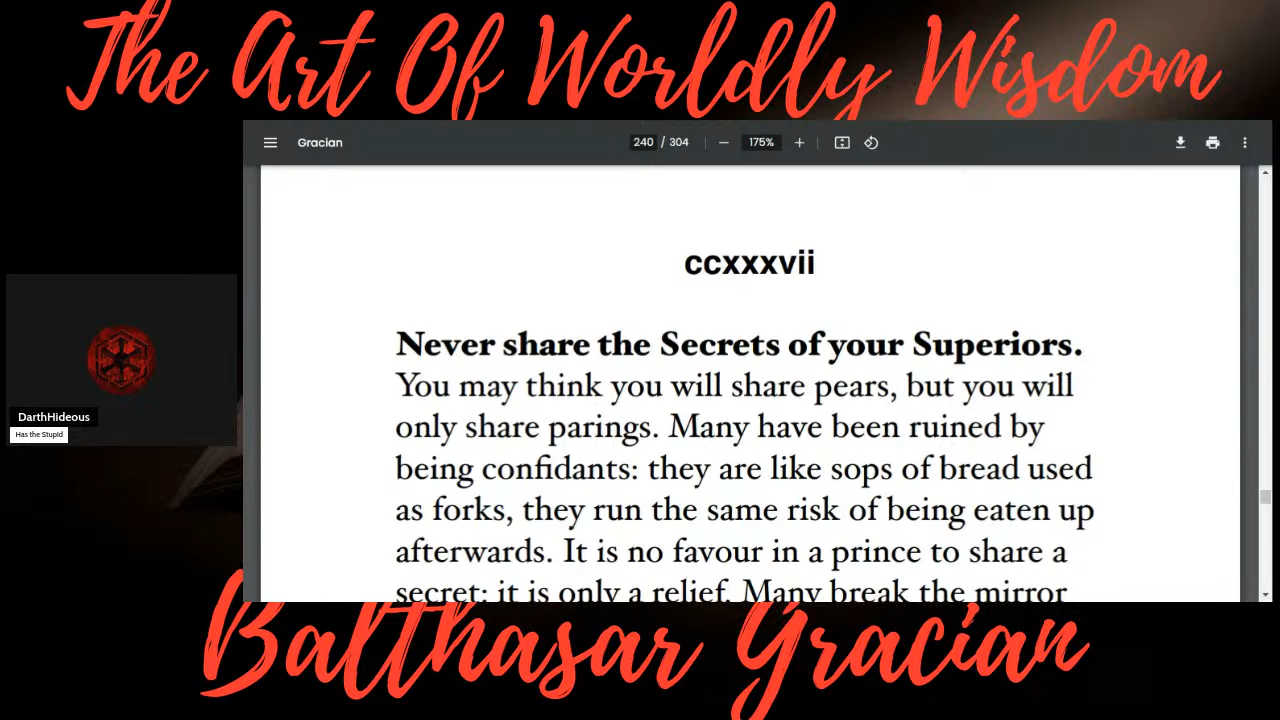 The Art Of Worldly Wisdom
Gracian
240 / 304
175%
ccxxxvii
Never share the Secrets of your Superiors.
You may think you will share pears, but you will
only share parings. Many have been ruined by
being confidants: they are like sops of bread used
as forks, they run the same risk of being eaten up
afterwards. It is no favour in a prince to share a
secret: it is only a relief. Many break the mirror
DarthHideous
Has the Stupid
Balthasar Gracian